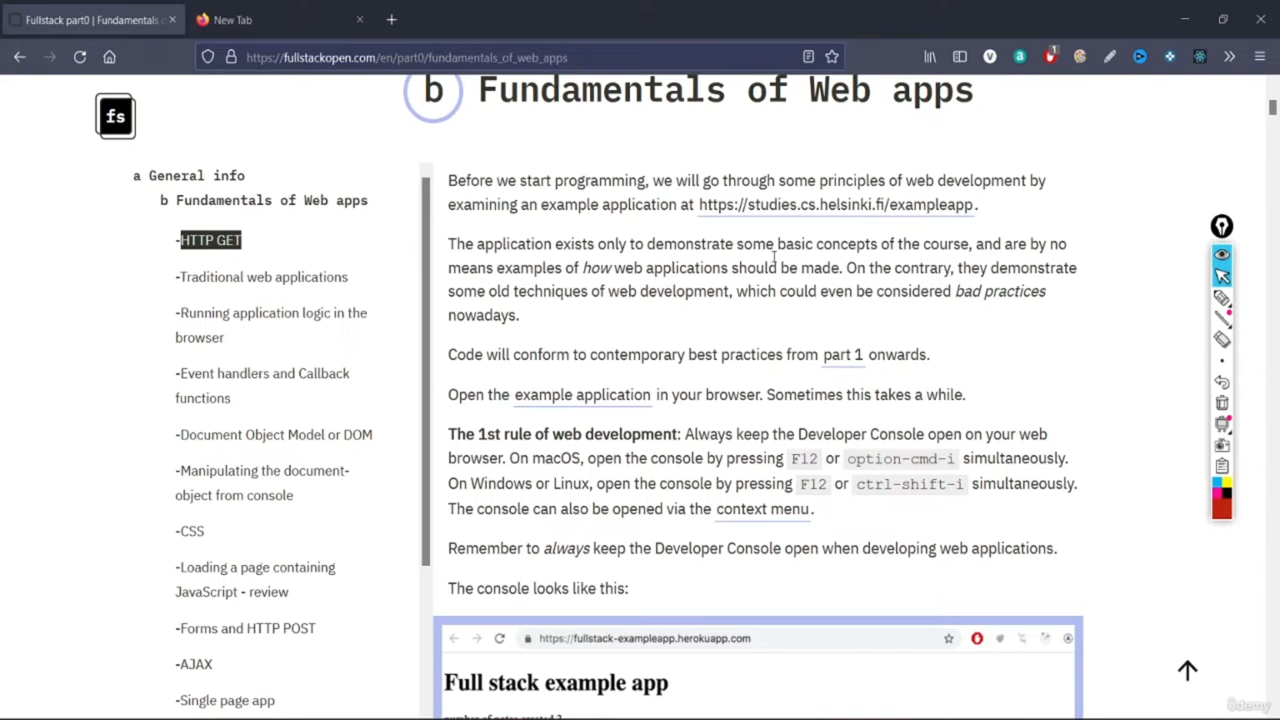 Fullstack part0 | Fundamentals
New Tab
https://fullstackopen.com/en/part0/fundamentals_of_web_apps
b Fundamentals of Web apps
fs
a General info
b Fundamentals of Web apps
-HTTP GET
-Traditional web applications
-Running application logic in the
browser
-Event handlers and Callback
functions
-Document Object Model or DOM
-Manipulating the document-
object from console
-CSS
-Loading a page containing
JavaScript - review
-Forms and HTTP POST
-AJAX
-Single page app
Before we start programming, we will go through some principles of web development by
examining an example application at https://studies.cs.helsinki.fi/exampleapp.
The application exists only to demonstrate some basic concepts of the course, and are by no
means examples of how web applications should be made. On the contrary, they demonstrate
some old techniques of web development, which could even be considered bad practices
nowadays.
Code will conform to contemporary best practices from part 1 onwards.
Open the example application in your browser. Sometimes this takes a while.
The 1st rule of web development: Always keep the Developer Console open on your web
browser. On macOS, open the console by pressing F12 or option-cmd-i simultaneously.
On Windows or Linux, open the console by pressing F12 or ctrl-shift-i simultaneously.
The console can also be opened via the context menu.
Remember to always keep the Developer Console open when developing web applications.
The console looks like this:
https://fullstack-exampleapp.herokuapp.com
Full stack example app
Udemy